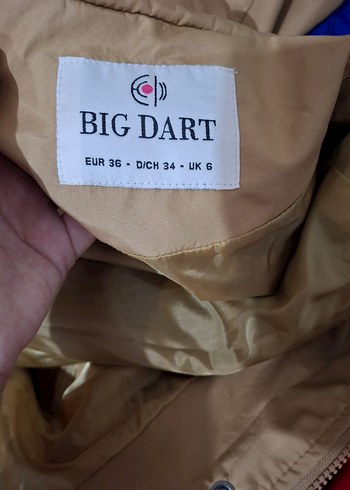 BIG DART
EUR 36 - D/CH 34 - UK 6